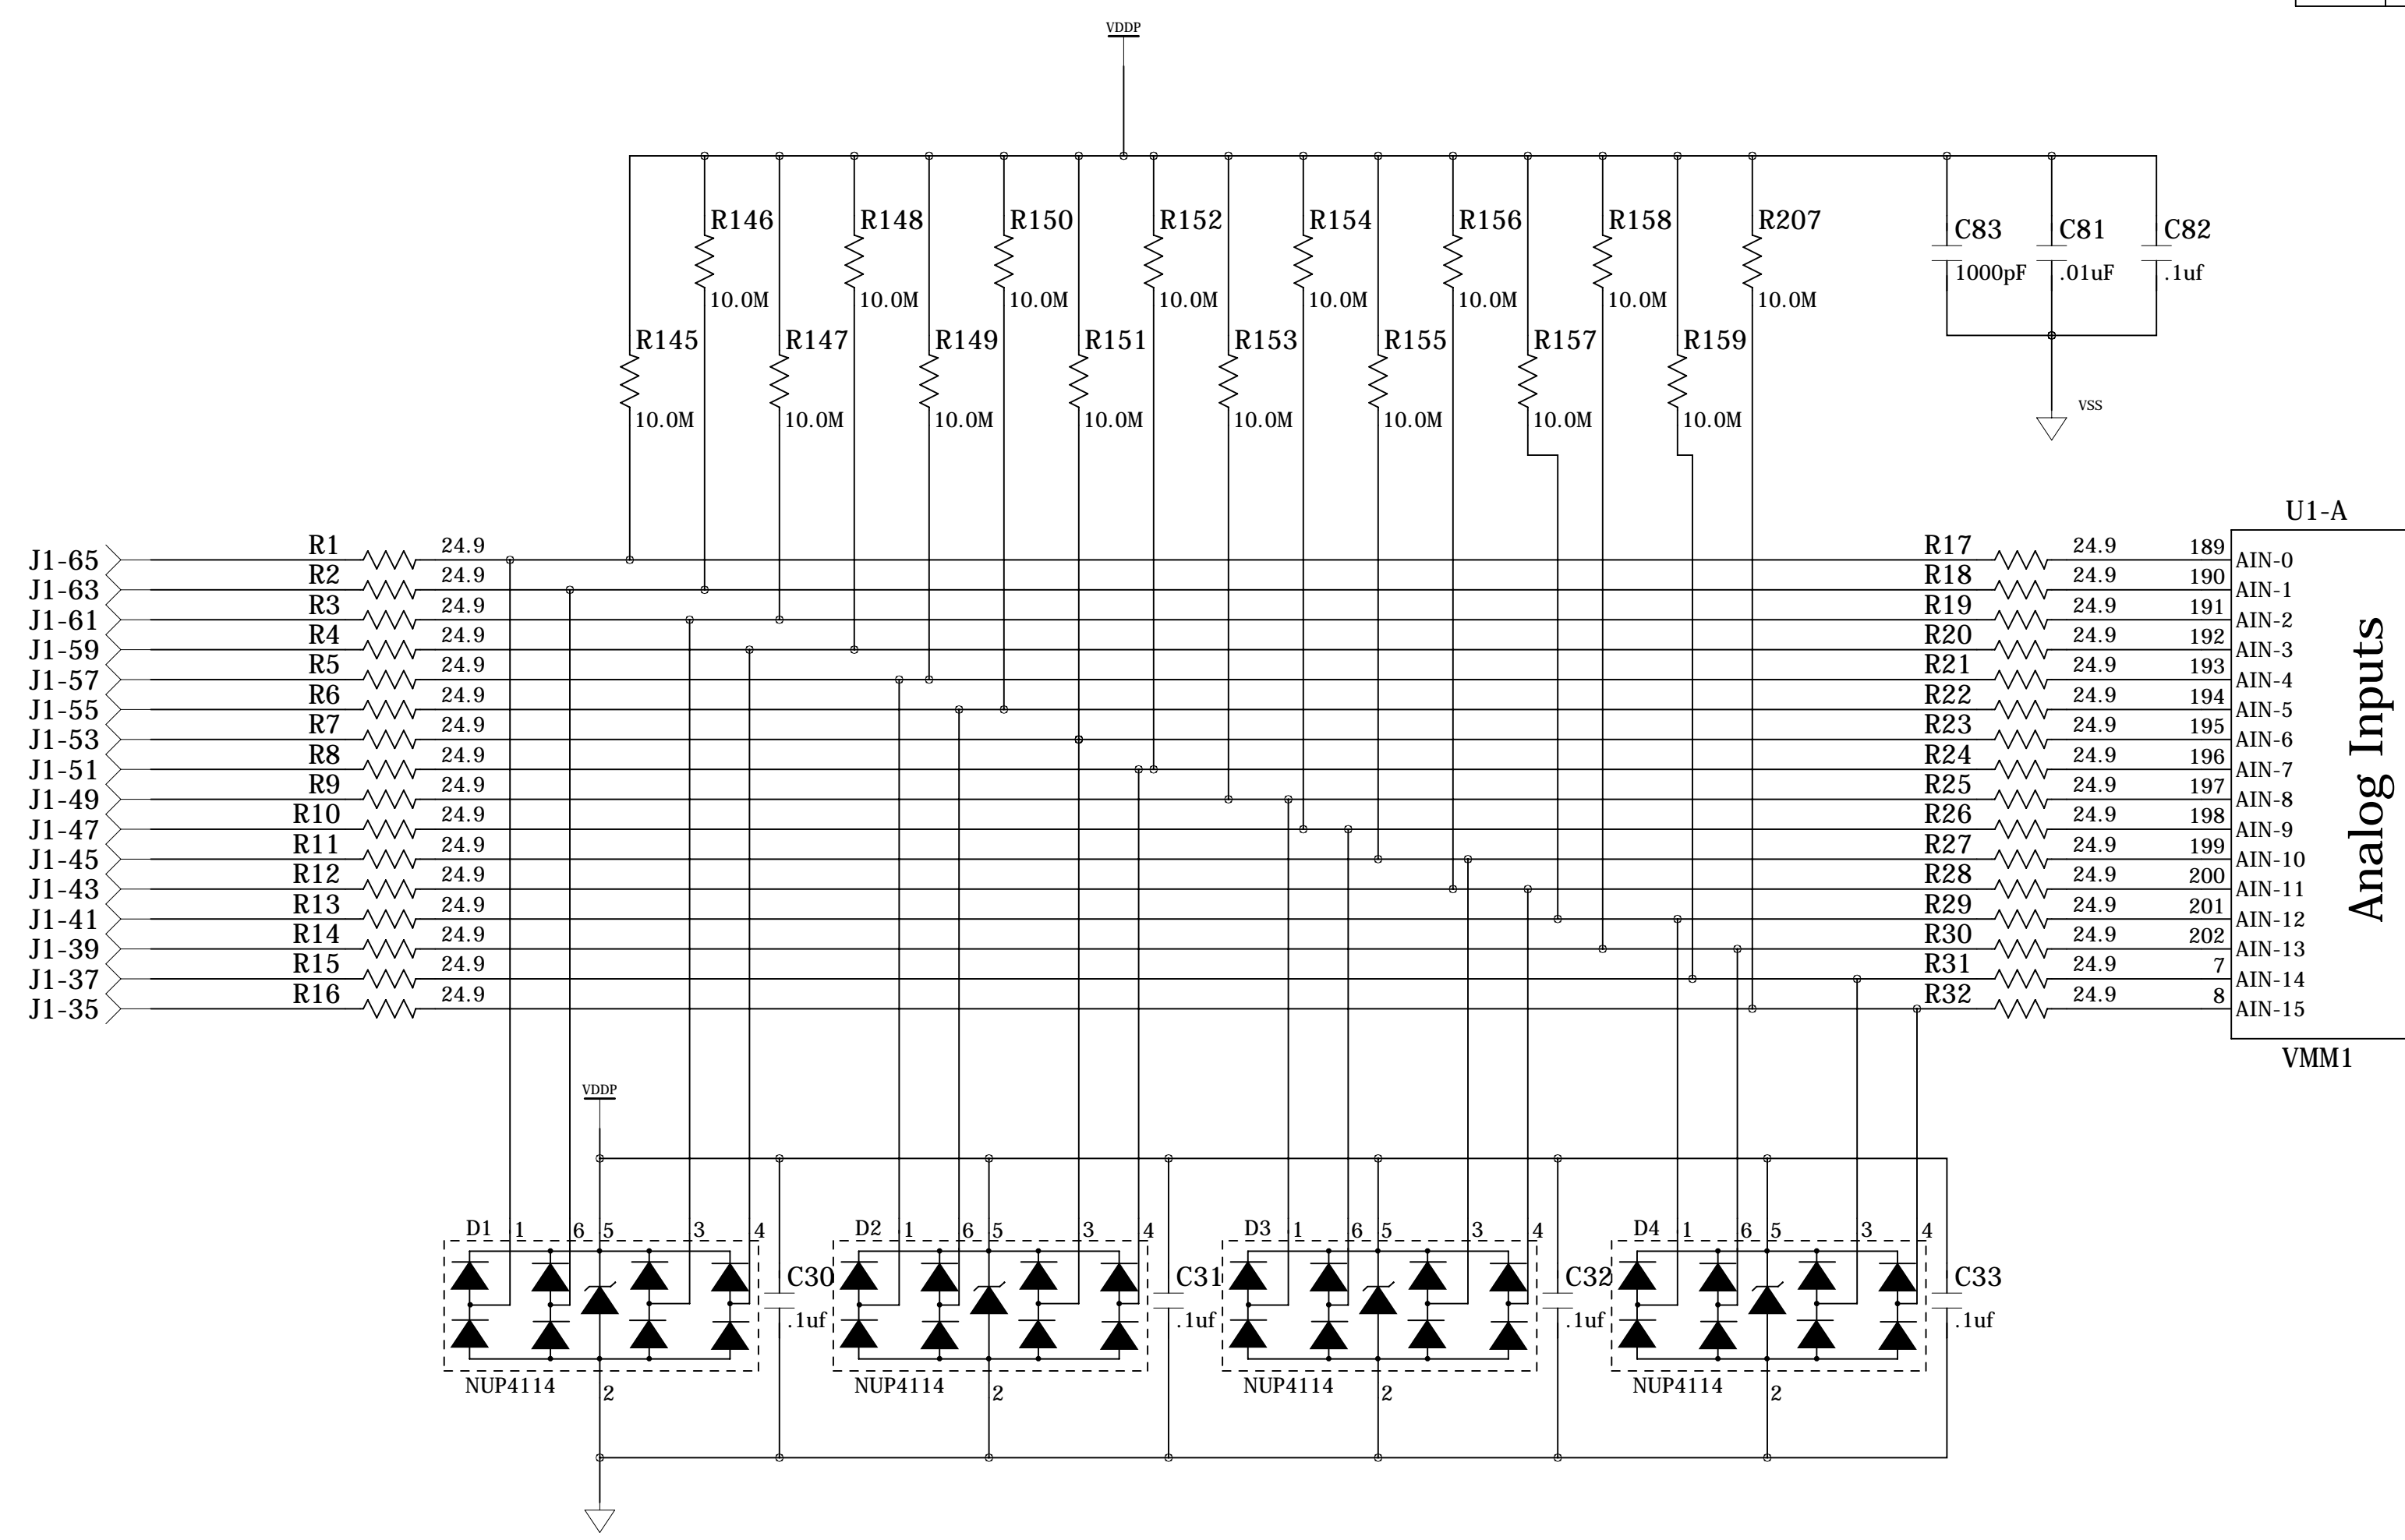 VDDP
R146 R148 R150 R152 R154 R156 R158 R207 C83 C81 C82
10.0M 10.0M 10.0M 10.0M 10.0M 10.0M 10.0M 10.0M 1000pF .01uF .1uf
R145 R147 R149 R151 R153 R155 R157 R159
10.0M 10.0M 10.0M 10.0M 10.0M 10.0M 10.0M 10.0M
VSS
U1-A
J1-65 R1 24.9 R17 24.9 189 AIN-0
J1-63 R2 24.9 R18 24.9 190 AIN-1
J1-61 R3 24.9 R19 24.9 191 AIN-2
J1-59 R4 24.9 R20 24.9 192 AIN-3
J1-57 R5 24.9 R21 24.9 193 AIN-4
J1-55 R6 24.9 R22 24.9 194 AIN-5
J1-53 R7 24.9 R23 24.9 195 AIN-6
J1-51 R8 24.9 R24 24.9 196 AIN-7
J1-49 R9 24.9 R25 24.9 197 AIN-8
J1-47 R10 24.9 R26 24.9 198 AIN-9
J1-45 R11 24.9 R27 24.9 199 AIN-10
J1-43 R12 24.9 R28 24.9 200 AIN-11
J1-41 R13 24.9 R29 24.9 201 AIN-12
J1-39 R14 24.9 R30 24.9 202 AIN-13
J1-37 R15 24.9 R31 24.9 7 AIN-14
J1-35 R16 24.9 R32 24.9 8 AIN-15
Analog Inputs
VMM1
VDDP
D1 1 6 5 3 4 D2 1 6 5 3 4 D3 1 6 5 3 4 D4 1 6 5 3 4
C30 C31 C32 C33
.1uf .1uf .1uf .1uf
NUP4114 2 NUP4114 2 NUP4114 2 NUP4114 2